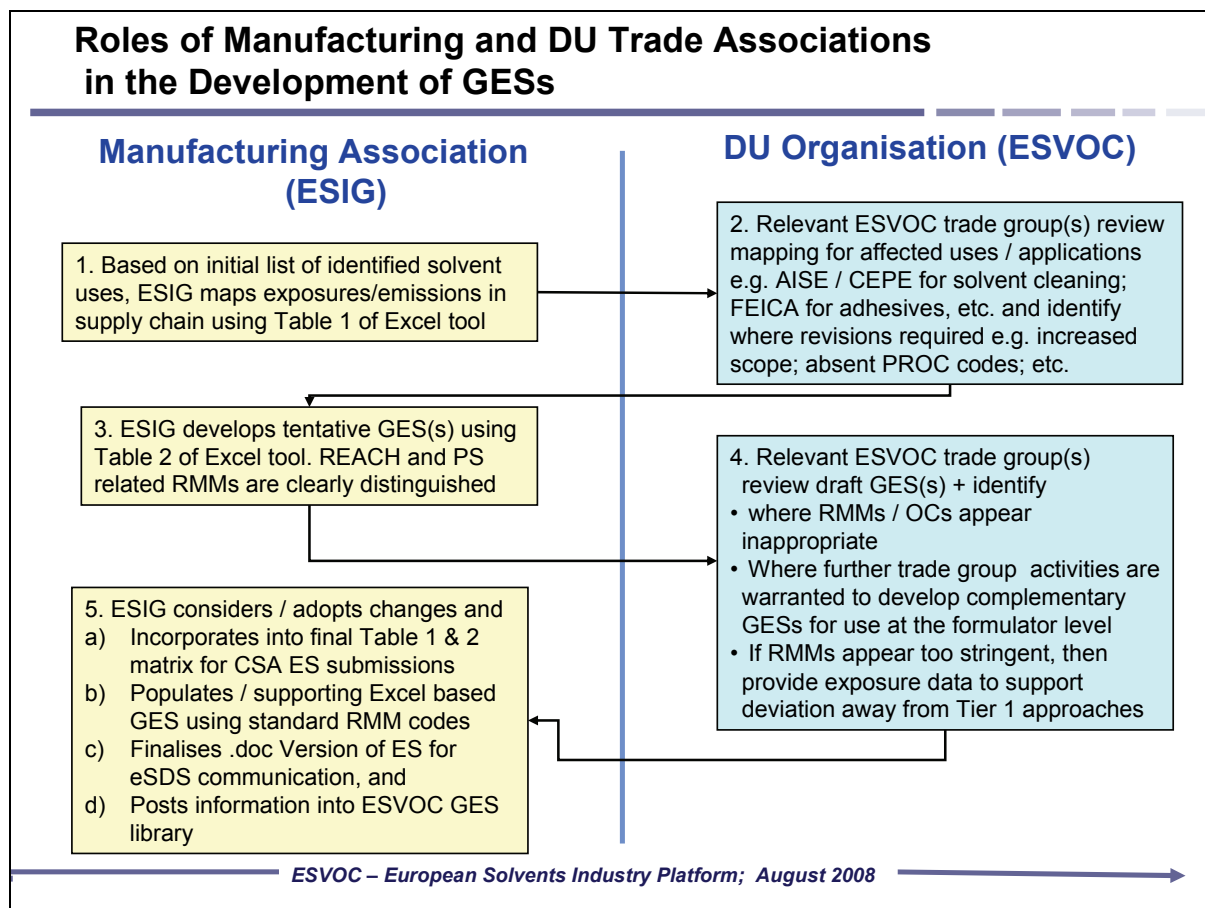 Roles of Manufacturing and DU Trade Associations
in the Development of GESs
Manufacturing Association
(ESIG)
DU Organisation (ESVOC)
1. Based on initial list of identified solvent
uses, ESIG maps exposures/emissions in
supply chain using Table 1 of Excel tool
2. Relevant ESVOC trade group(s) review
mapping for affected uses / applications
e.g. AISE / CEPE for solvent cleaning;
FEICA for adhesives, etc. and identify
where revisions required e.g. increased
scope; absent PROC codes; etc.
3. ESIG develops tentative GES(s) using
Table 2 of Excel tool. REACH and PS
related RMMs are clearly distinguished
4. Relevant ESVOC trade group(s)
review draft GES(s) + identify
• where RMMs / OCs appear
inappropriate
• Where further trade group activities are
warranted to develop complementary
GESs for use at the formulator level
• If RMMs appear too stringent, then
provide exposure data to support
deviation away from Tier 1 approaches
5. ESIG considers / adopts changes and
a) Incorporates into final Table 1 & 2
matrix for CSA ES submissions
b) Populates / supporting Excel based
GES using standard RMM codes
c) Finalises .doc Version of ES for
eSDS communication, and
d) Posts information into ESVOC GES
library
ESVOC – European Solvents Industry Platform; August 2008